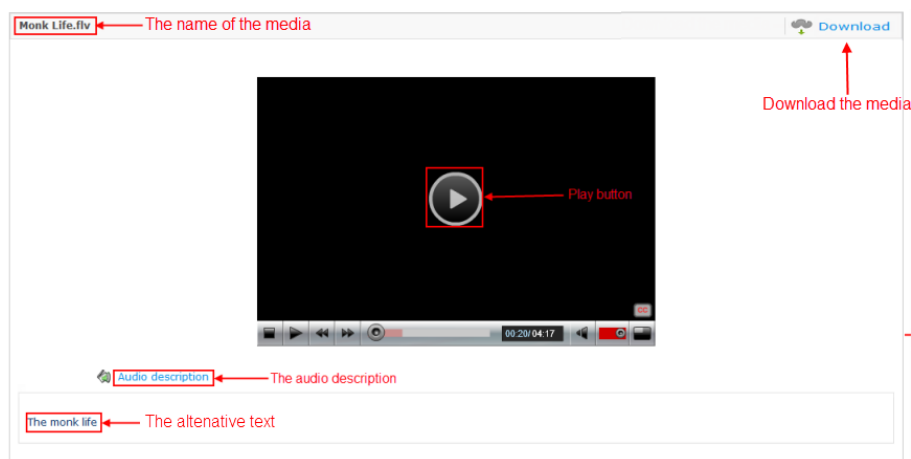 Monk Life.flv
The name of the media
Download
Download the media
Play button
CC
00:20/04:17
Audio description
The audio description
The monk life
The altenative text